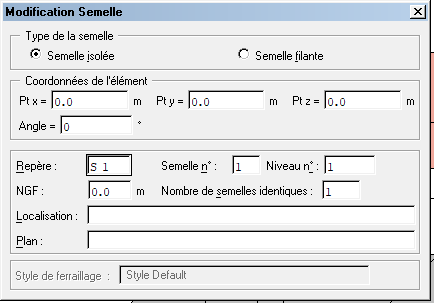 Modification Semelle
Type de la semelle
Semelle isolée Semelle filante
Coordonnées de l'élément
Pt x = 0.0 m Pt y = 0.0 m Pt z = 0.0 m
Angle = 0 °
Repère : S 1 Semelle n° : 1 Niveau n° : 1
NGF : 0.0 m Nombre de semelles identiques : 1
Localisation :
Plan :
Style de ferraillage : Style Default